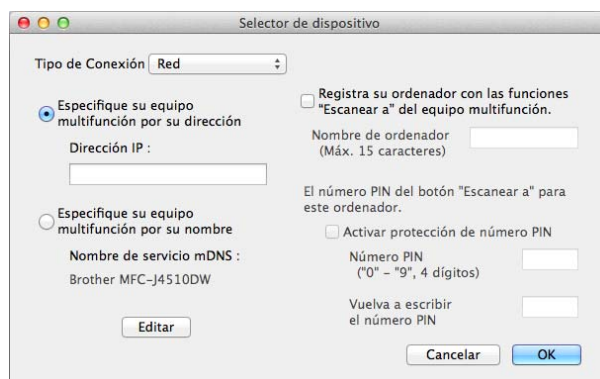 Selector de dispositivo
Tipo de Conexión Red
Especifique su equipo
multifunción por su dirección
Dirección IP :
Especifique su equipo
multifunción por su nombre
Nombre de servicio mDNS :
Brother MFC-J4510DW
Editar
Registra su ordenador con las funciones
"Escanear a" del equipo multifunción.
Nombre de ordenador
(Máx. 15 caracteres)
El número PIN del botón "Escanear a" para
este ordenador.
Activar protección de número PIN
Número PIN
("0" – "9", 4 dígitos)
Vuelva a escribir
el número PIN
Cancelar
OK